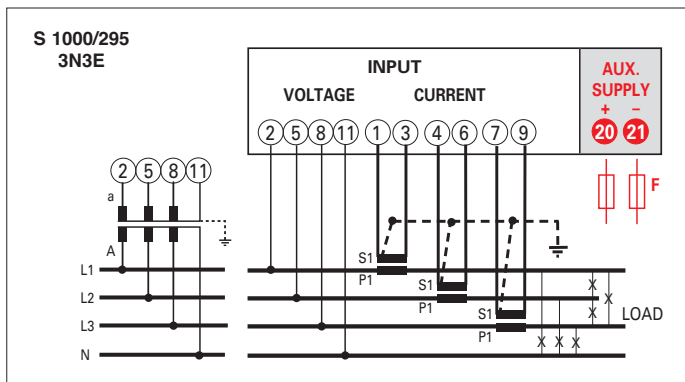 S 1000/295
3N3E
INPUT
VOLTAGE CURRENT
AUX.
SUPPLY
+ −
2 5 8 11 1 3 4 6 7 9 20 21
F
2 5 8 11
a
A
S1
P1
S1
P1
S1
P1
L1
L2
L3
N
LOAD
X X X X X X